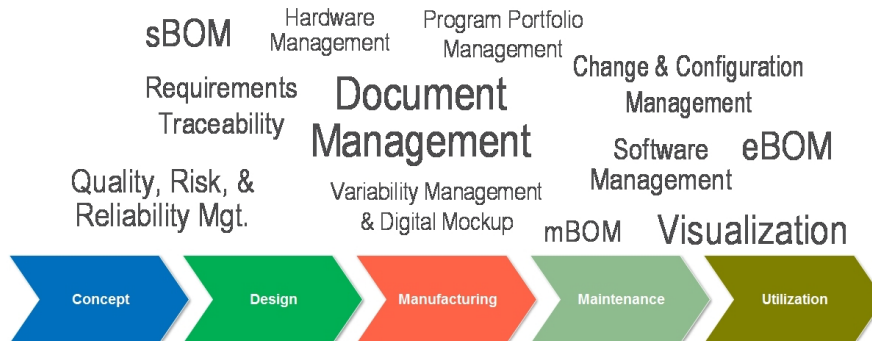 sBOM
Hardware
Management
Program Portfolio
Management
Change & Configuration
Management
Requirements
Traceability
Document
Management
Software
Management
eBOM
Quality, Risk, &
Reliability Mgt.
Variability Management
& Digital Mockup
mBOM
Visualization
Concept
Design
Manufacturing
Maintenance
Utilization